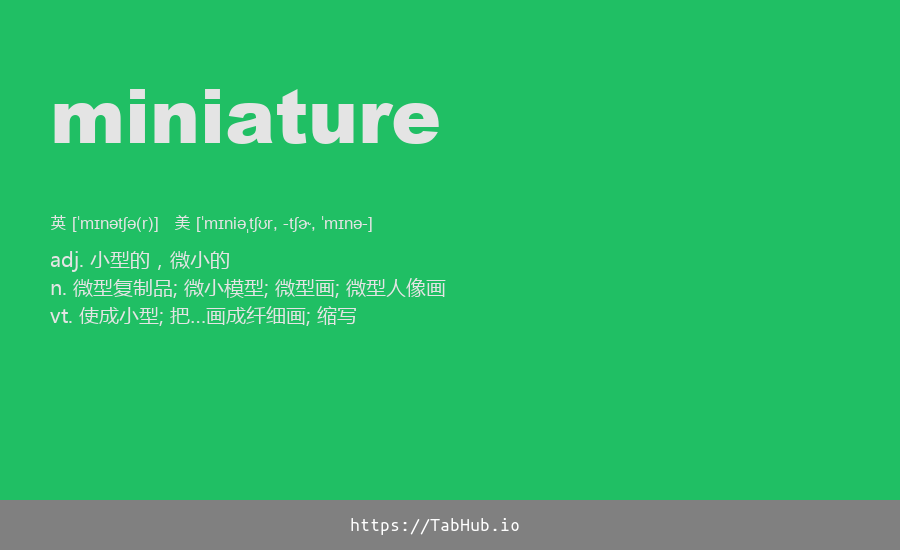 miniature
英 [ˈmɪnətʃə(r)] 美 [ˈmɪniəˌtʃʊr, -tʃɚ, ˈmɪnə-]
adj. 小型的，微小的
n. 微型复制品; 微小模型; 微型画; 微型人像画
vt. 使成小型; 把…画成纤细画; 缩写
https://TabHub.io